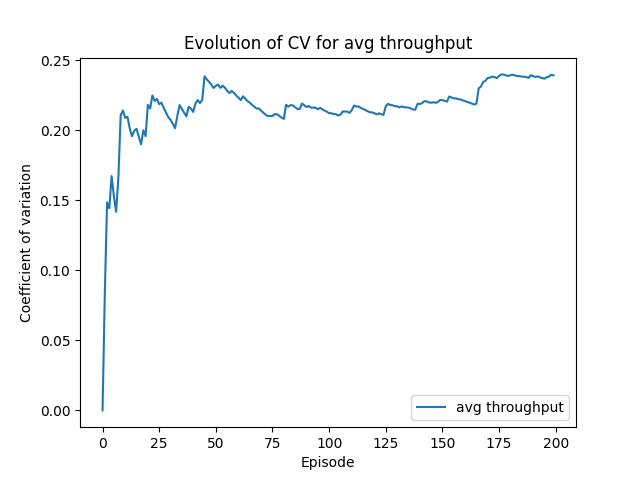 Evolution of CV for avg throughput
0.25
0.20
0.15
0.10
0.05
0.00
Coefficient of variation
avg throughput
0 25 50 75 100 125 150 175 200
Episode